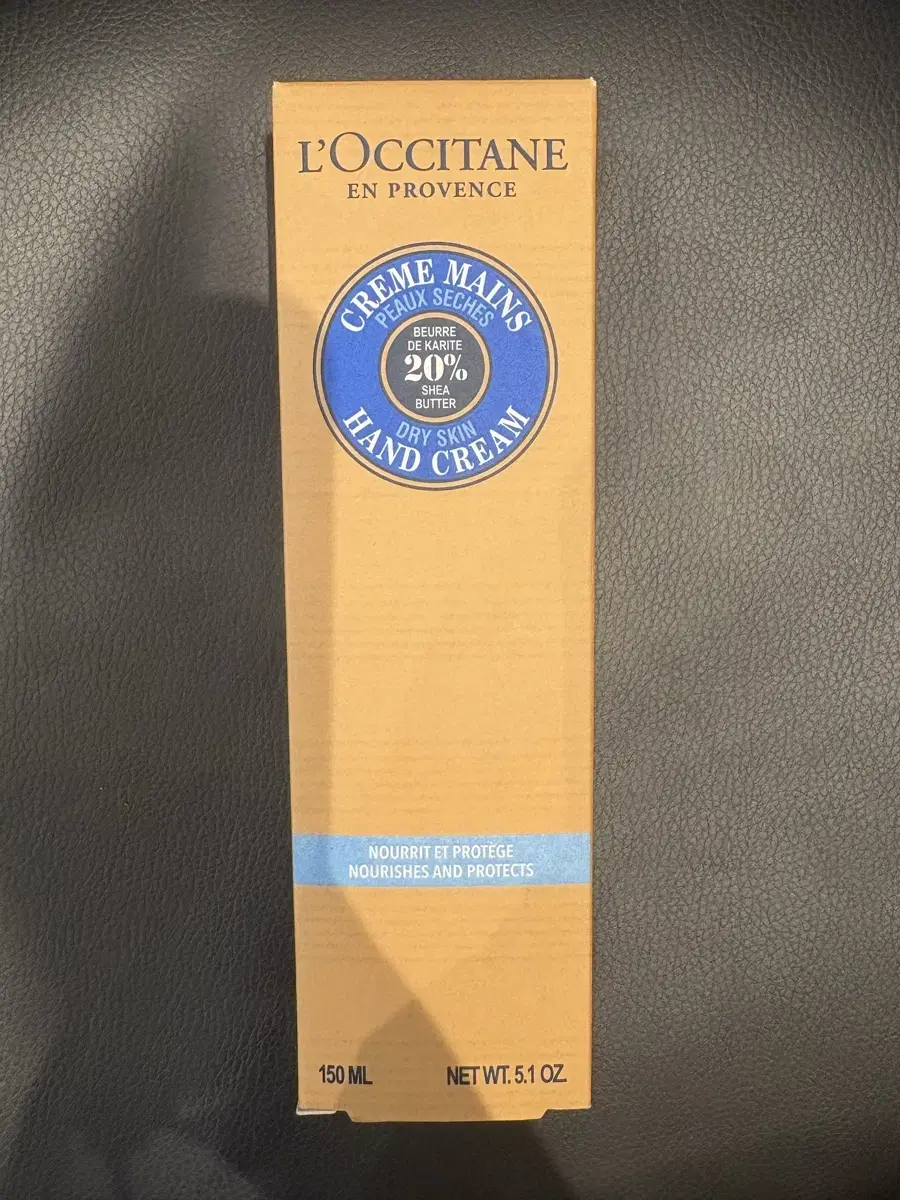 L'OCCITANE
EN PROVENCE
CREME MAINS
PEAUX SECHES
BEURRE
DE KARITE
20%
SHEA
BUTTER
DRY SKIN
HAND CREAM
NOURRIT ET PROTÈGE
NOURISHES AND PROTECTS
150 ML
NET WT. 5.1 OZ.